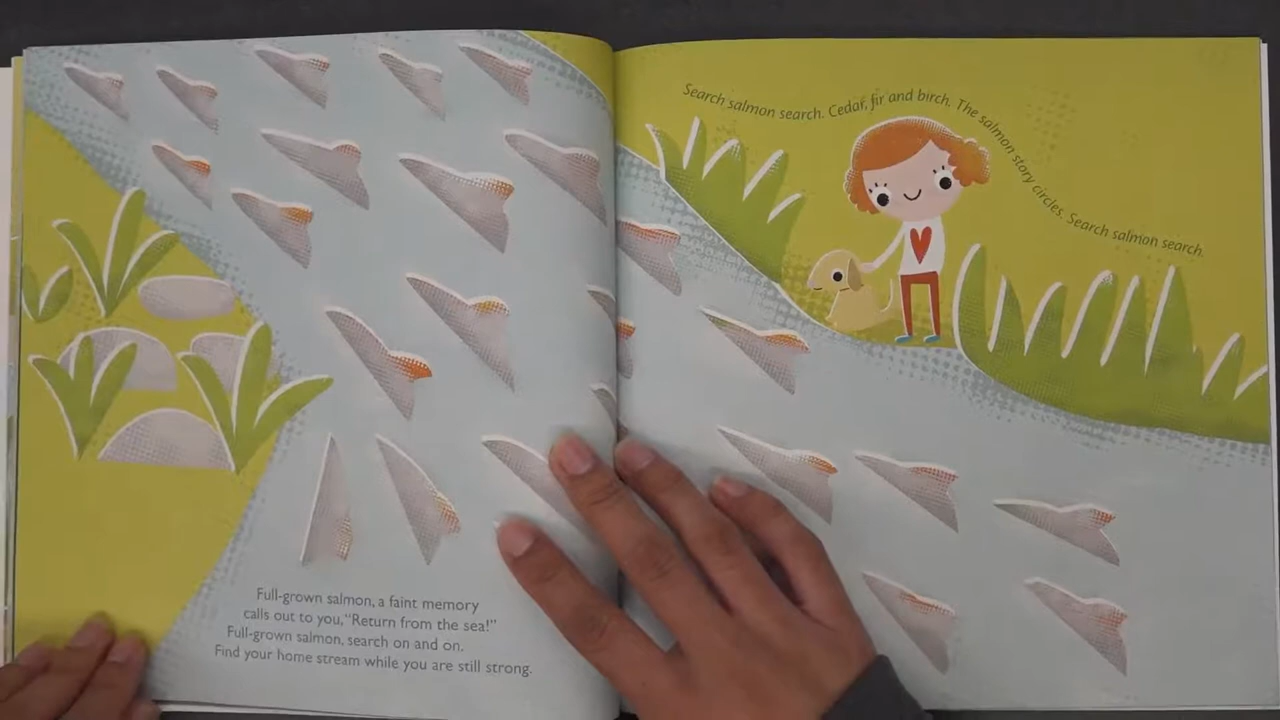 Full-grown salmon, a faint memory
calls out to you, "Return from the sea!"
Full-grown salmon, search on and on.
Find your home stream while you are still strong.
Search salmon search. Cedar, fir and birch. The salmon story circles. Search salmon search.